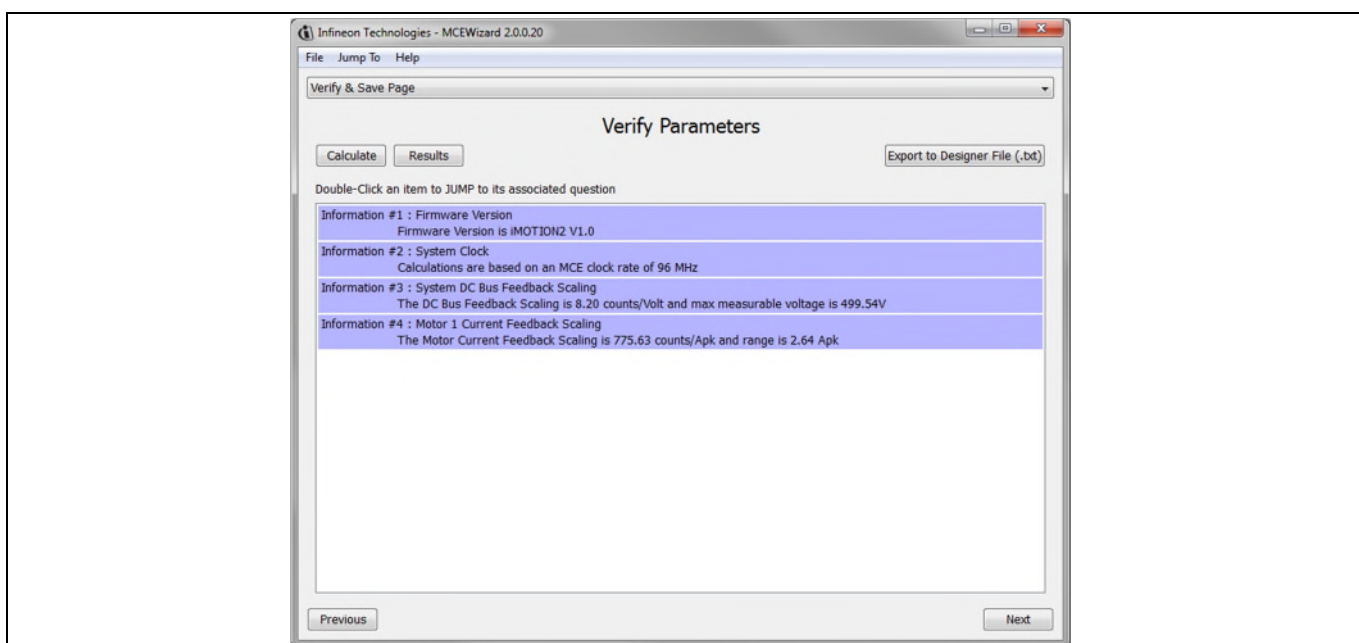 Infineon Technologies - MCEWizard 2.0.0.20
File Jump To Help
Verify & Save Page
Verify Parameters
Calculate Results Export to Designer File (.txt)
Double-Click an item to JUMP to its associated question
Information #1 : Firmware Version
Firmware Version is iMOTION2 V1.0
Information #2 : System Clock
Calculations are based on an MCE clock rate of 96 MHz
Information #3 : System DC Bus Feedback Scaling
The DC Bus Feedback Scaling is 8.20 counts/Volt and max measurable voltage is 499.54V
Information #4 : Motor 1 Current Feedback Scaling
The Motor Current Feedback Scaling is 775.63 counts/Apk and range is 2.64 Apk
Previous Next